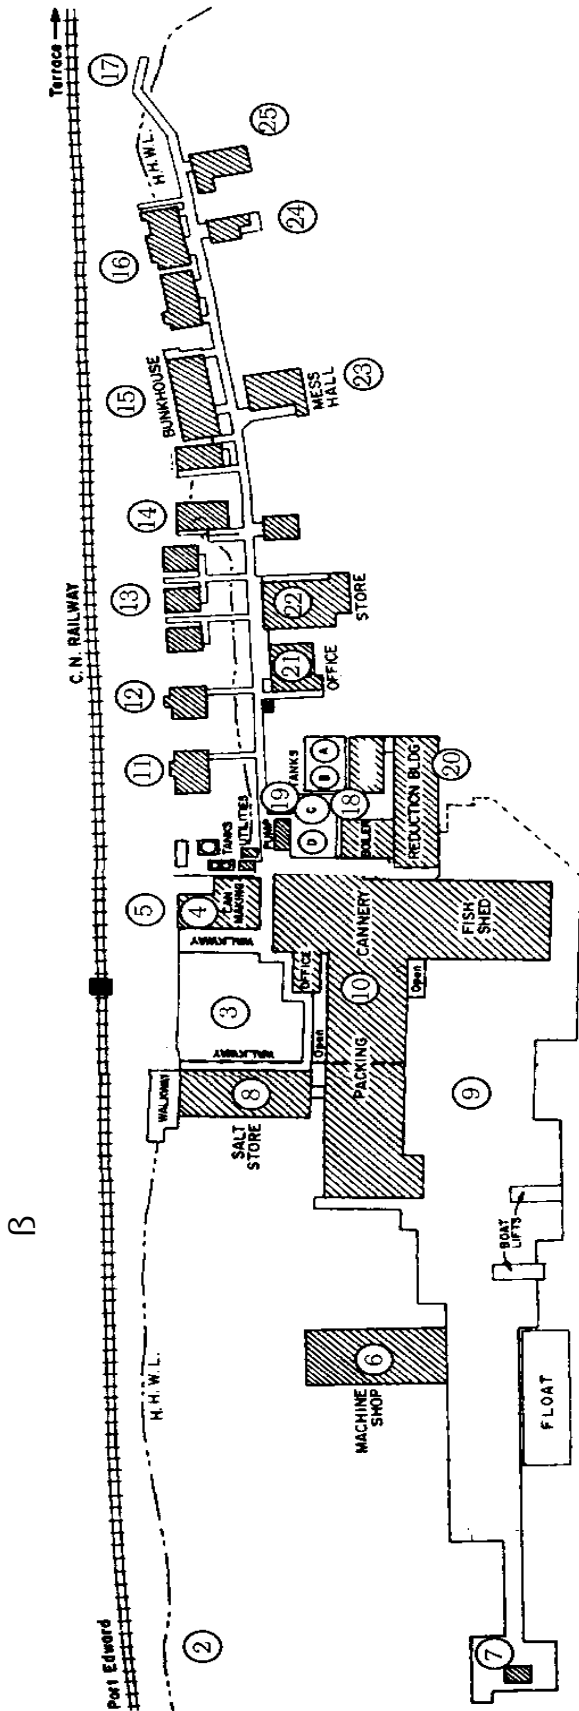 B
Port Edward
C.N. RAILWAY
Terrace
H.H.W.L.
H.H.W.L.
2
3
4
5
6
7
8
9
10
11
12
13
14
15
16
17
18
19
20
21
22
23
24
25
WALKWAY
WALKWAY
WALKWAY
SALT
STORE
MACHINE
SHOP
FLOAT
BOAT
LIFTS
PACKING
CANNERY
FISH
SHED
Open
Open
OFFICE
CAN
MAKING
TANKS
UTILITIES
PUMP
TANKS
A
B
C
D
BOILER
REDUCTION BLDG
OFFICE
STORE
BUNKHOUSE
MESS
HALL